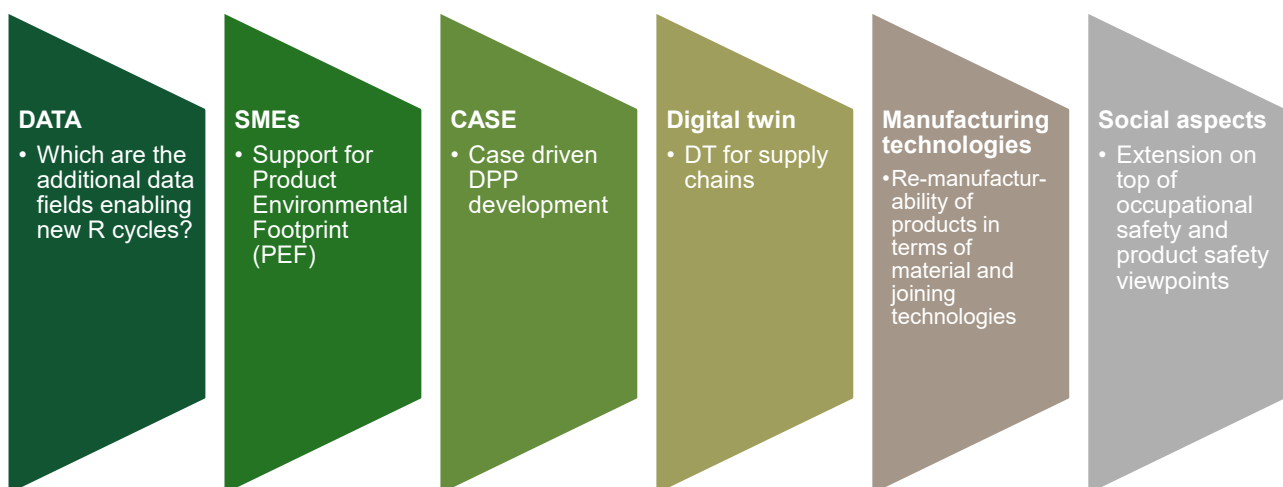 DATA
• Which are the
additional data
fields enabling
new R cycles?
SMEs
• Support for
Product
Environmental
Footprint
(PEF)
CASE
• Case driven
DPP
development
Digital twin
• DT for supply
chains
Manufacturing
technologies
•Re-manufactur-
ability of
products in
terms of
material and
joining
technologies
Social aspects
• Extension on
top of
occupational
safety and
product safety
viewpoints